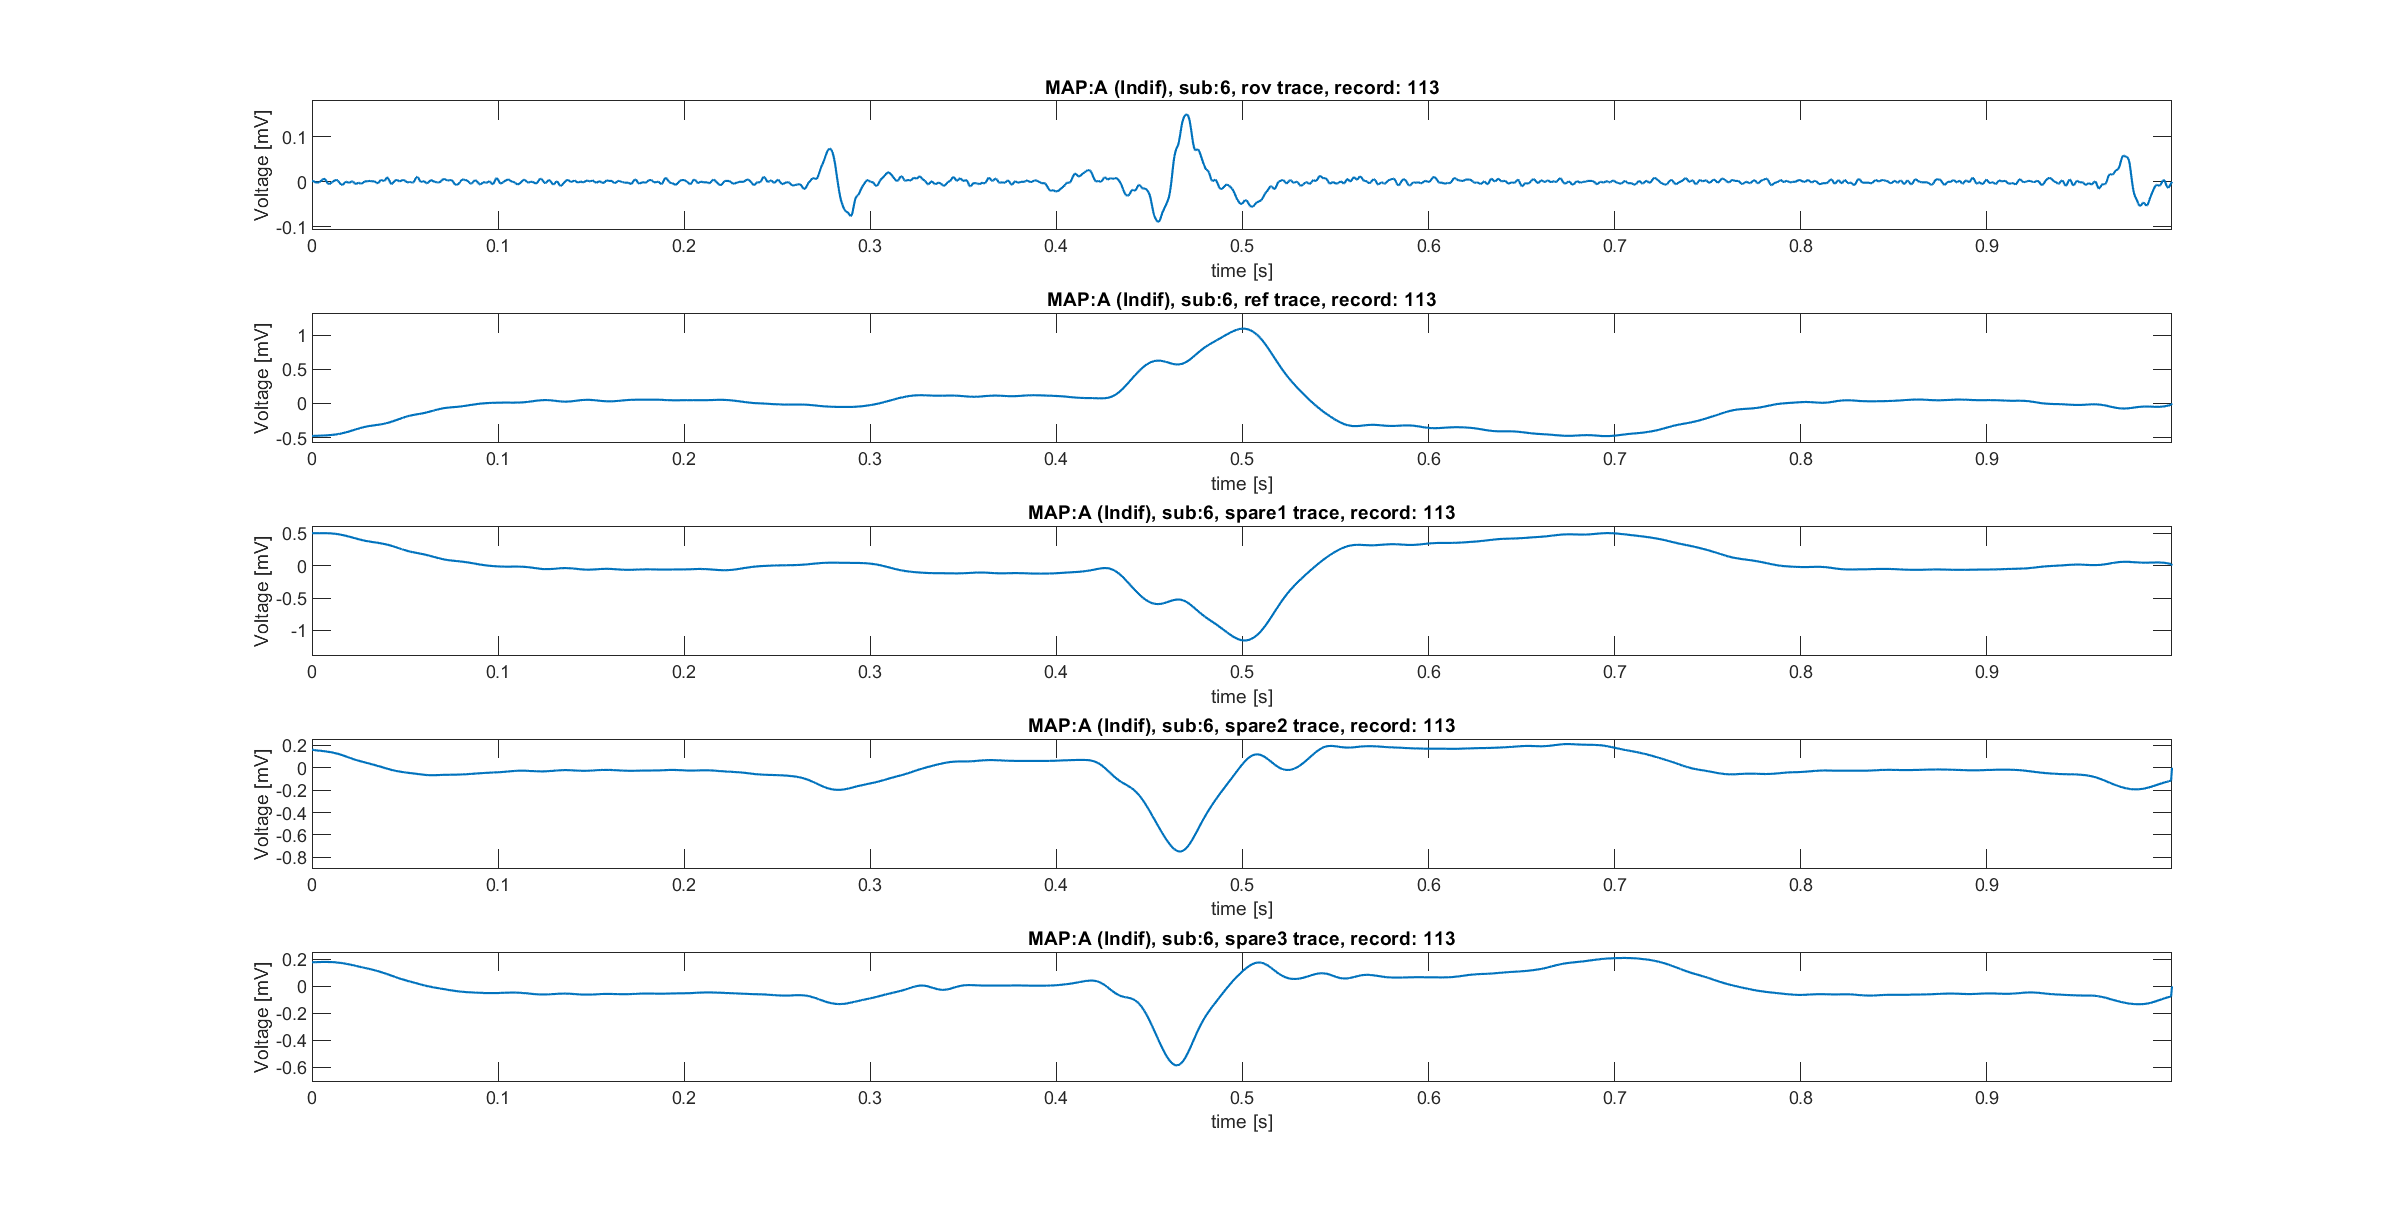 MAP:A (Indif), sub:6, rov trace, record: 113
Voltage [mV]
0.1
0
-0.1
0 0.1 0.2 0.3 0.4 0.5 0.6 0.7 0.8 0.9
time [s]
MAP:A (Indif), sub:6, ref trace, record: 113
Voltage [mV]
1
0.5
0
-0.5
0 0.1 0.2 0.3 0.4 0.5 0.6 0.7 0.8 0.9
time [s]
MAP:A (Indif), sub:6, spare1 trace, record: 113
Voltage [mV]
0.5
0
-0.5
-1
0 0.1 0.2 0.3 0.4 0.5 0.6 0.7 0.8 0.9
time [s]
MAP:A (Indif), sub:6, spare2 trace, record: 113
Voltage [mV]
0.2
0
-0.2
-0.4
-0.6
-0.8
0 0.1 0.2 0.3 0.4 0.5 0.6 0.7 0.8 0.9
time [s]
MAP:A (Indif), sub:6, spare3 trace, record: 113
Voltage [mV]
0.2
0
-0.2
-0.4
-0.6
0 0.1 0.2 0.3 0.4 0.5 0.6 0.7 0.8 0.9
time [s]